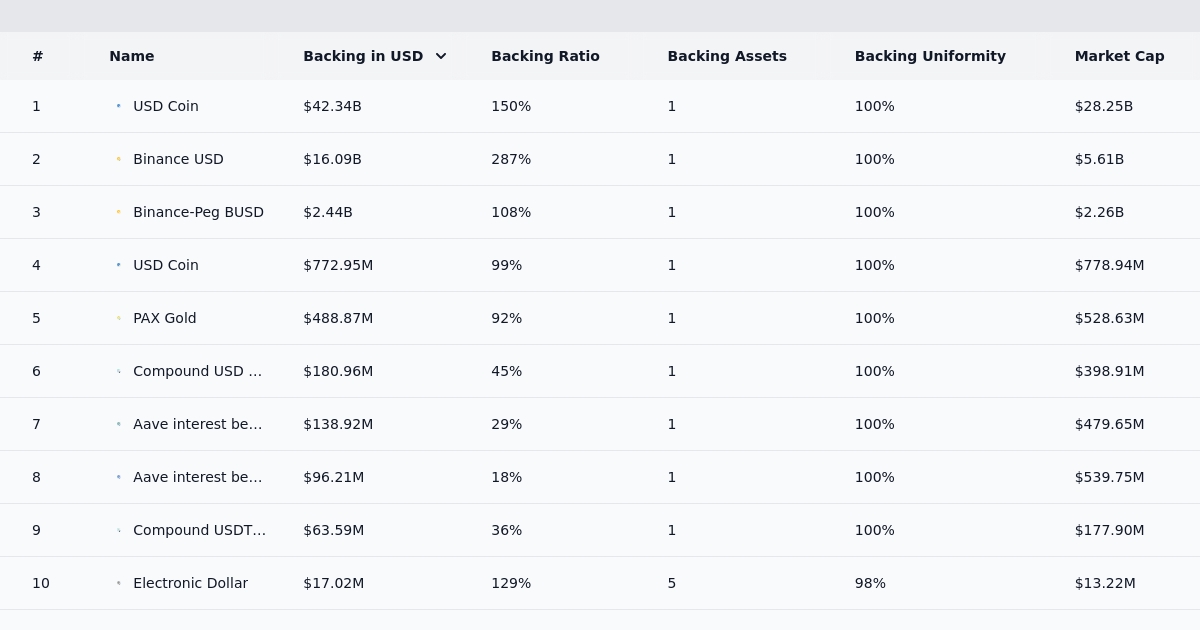 # Name Backing in USD Backing Ratio Backing Assets Backing Uniformity Market Cap
1 USD Coin $42.34B 150% 1 100% $28.25B
2 Binance USD $16.09B 287% 1 100% $5.61B
3 Binance-Peg BUSD $2.44B 108% 1 100% $2.26B
4 USD Coin $772.95M 99% 1 100% $778.94M
5 PAX Gold $488.87M 92% 1 100% $528.63M
6 Compound USD ... $180.96M 45% 1 100% $398.91M
7 Aave interest be... $138.92M 29% 1 100% $479.65M
8 Aave interest be... $96.21M 18% 1 100% $539.75M
9 Compound USDT... $63.59M 36% 1 100% $177.90M
10 Electronic Dollar $17.02M 129% 5 98% $13.22M